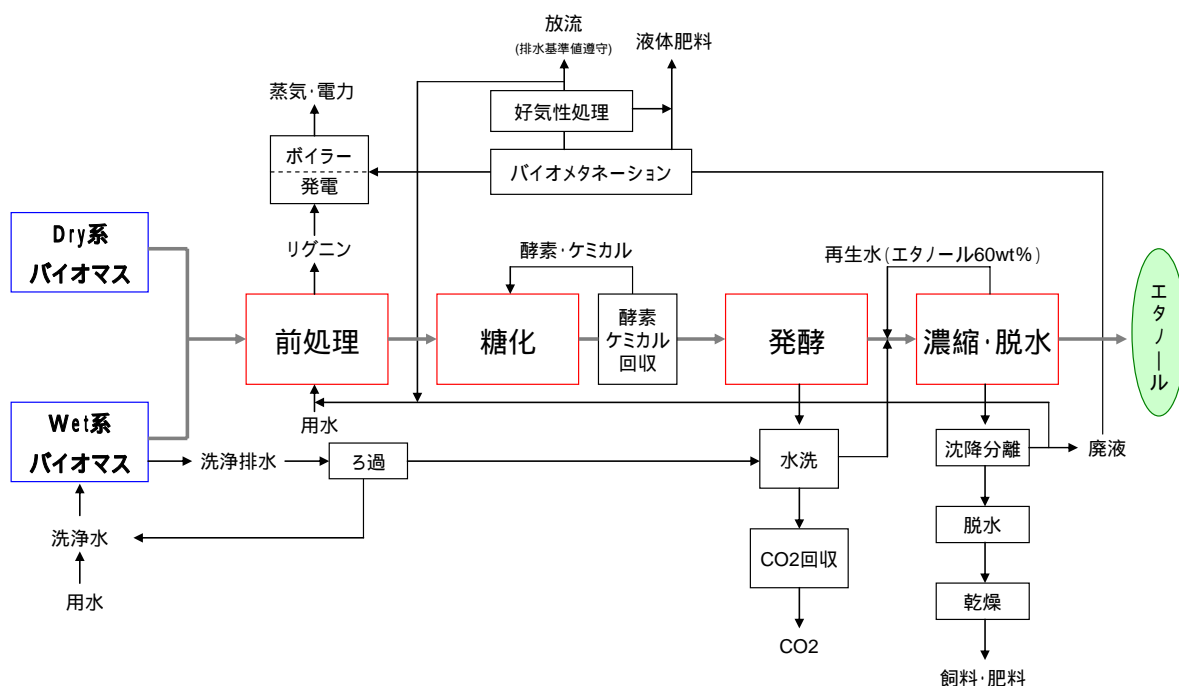 放流
(排水基準値遵守)
液体肥料
蒸気･電力
好気性処理
ボイラー
発電
バイオメタネーション
Dry系
バイオマス
リグニン
酵素･ケミカル
再生水(エタノール60wt%)
前処理
糖化
酵素
ケミカル
回収
発酵
濃縮･脱水
エタノール
用水
Wet系
バイオマス
洗浄排水
ろ過
水洗
沈降分離
廃液
洗浄水
脱水
CO2回収
用水
乾燥
CO2
飼料･肥料